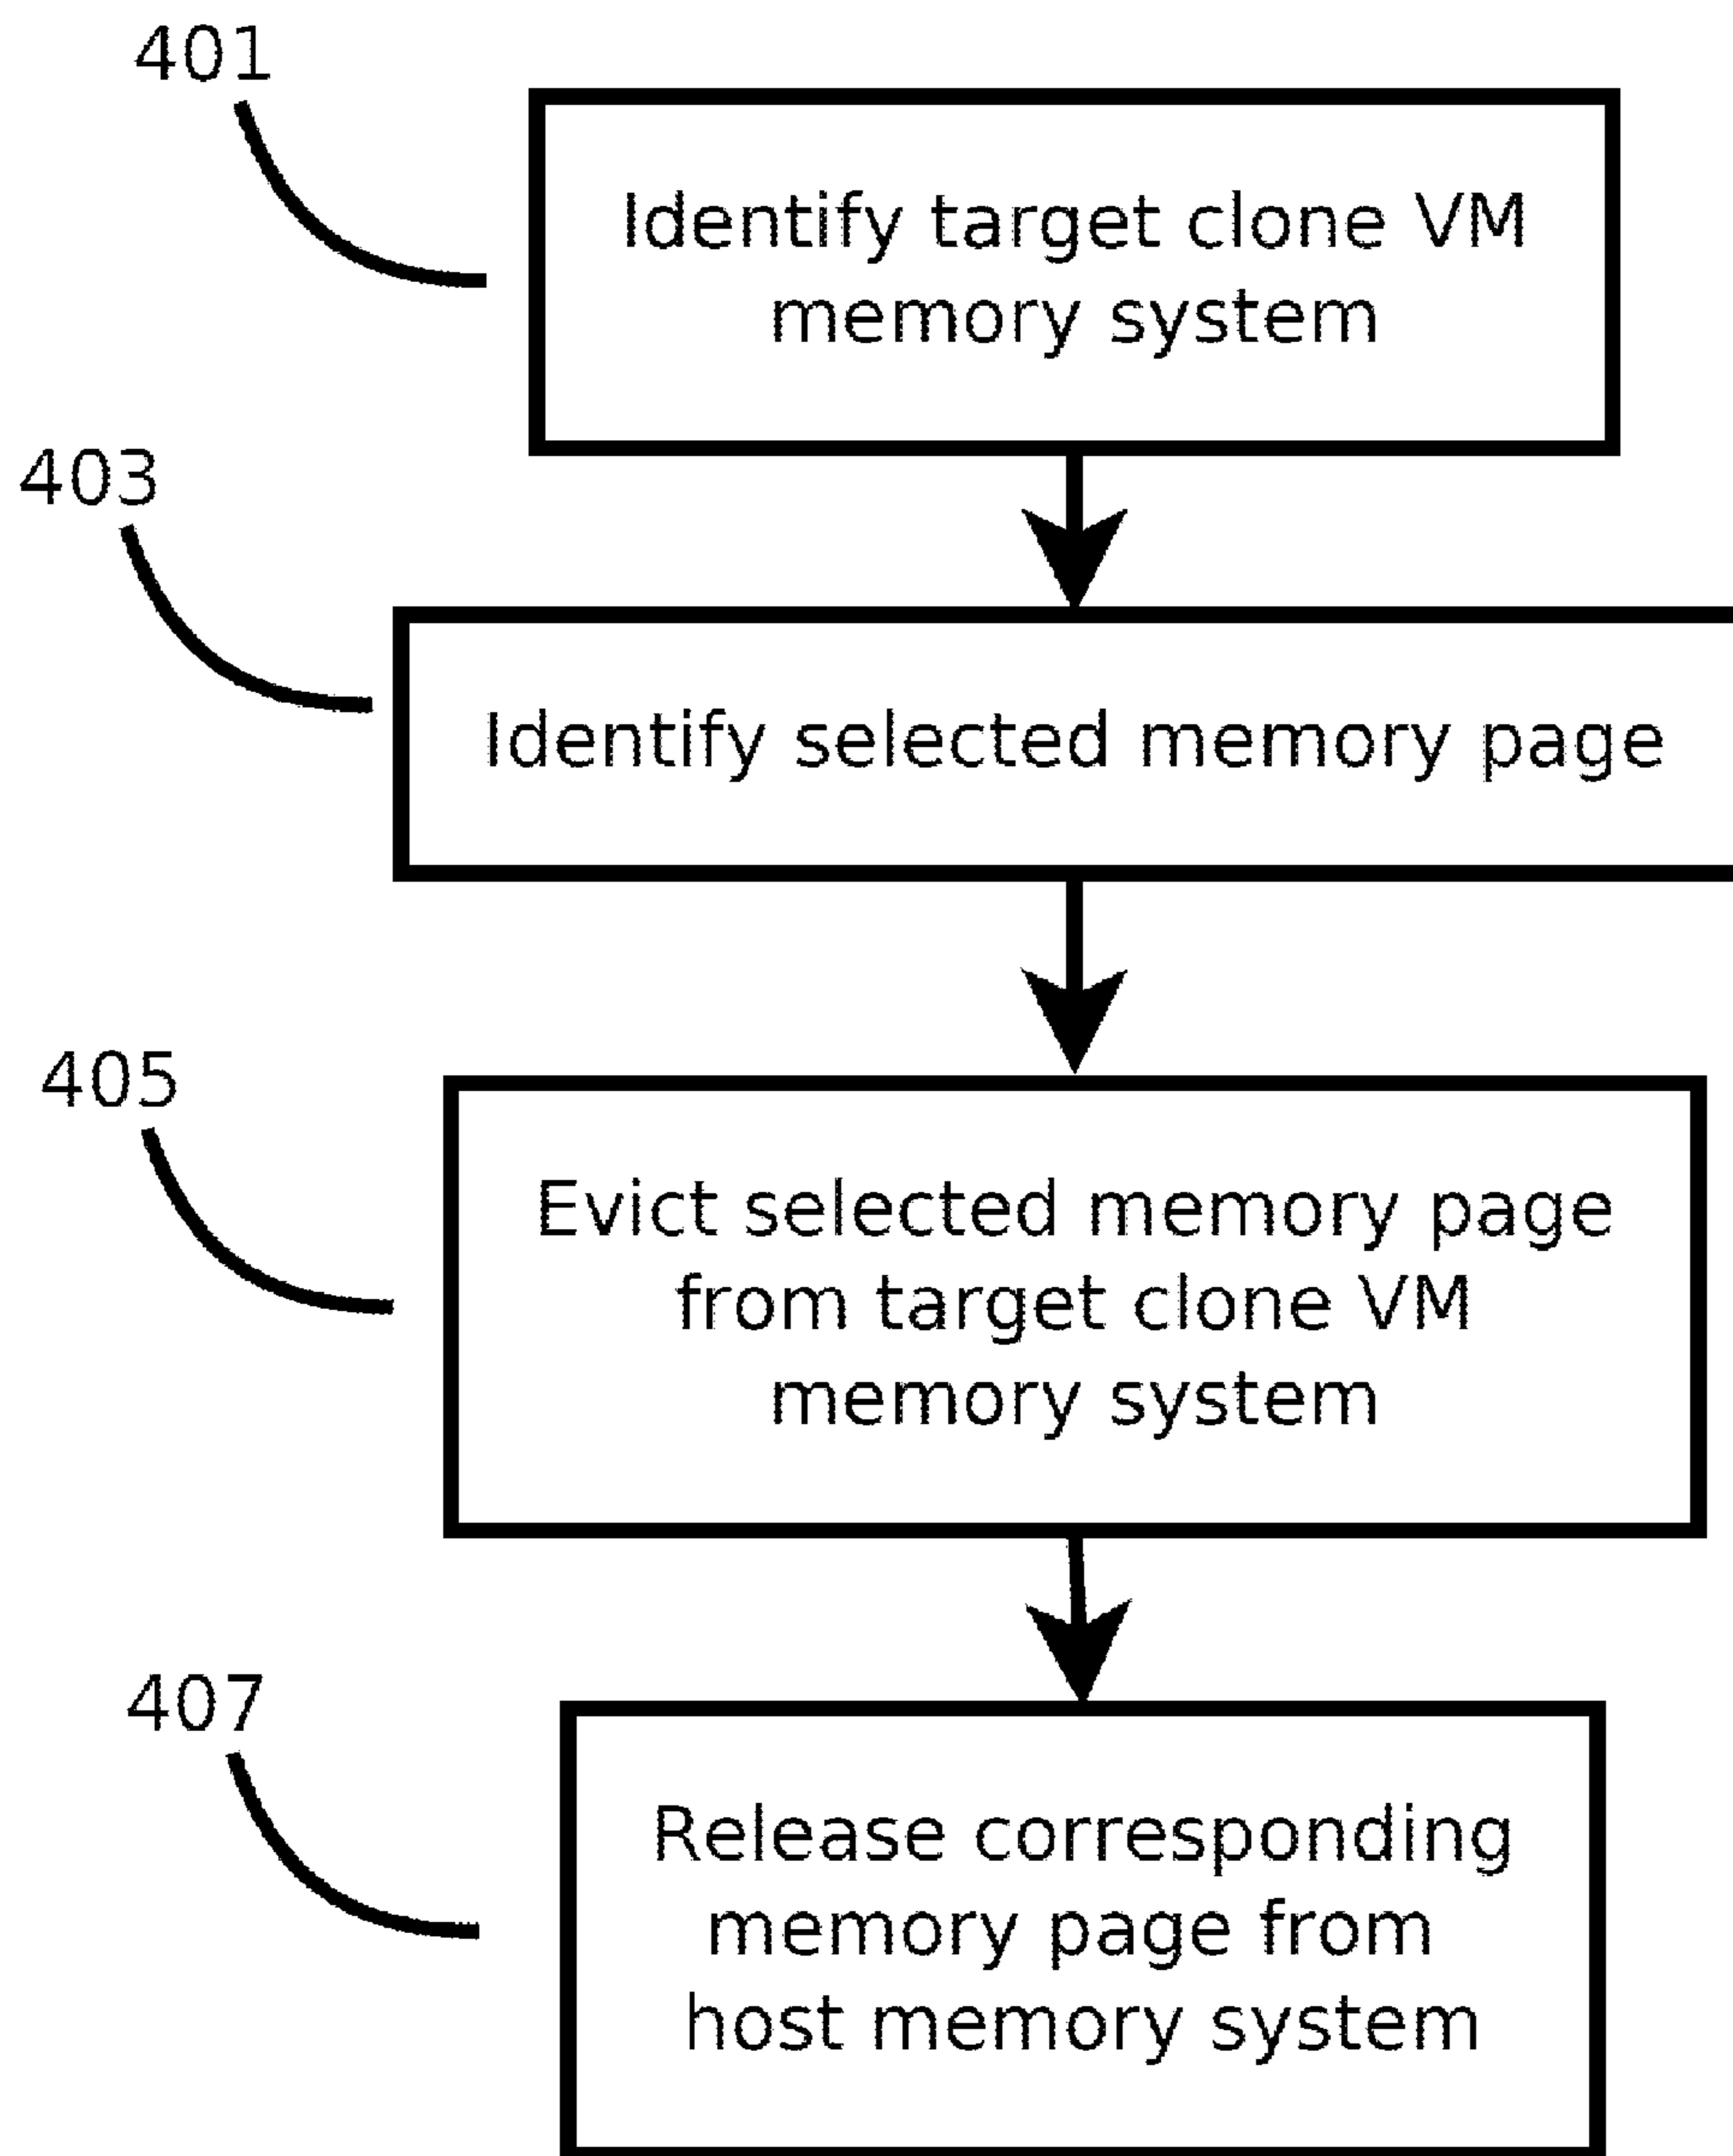 401
Identify target clone VM
memory system
403
Identify selected memory page
405
Evict selected memory page
from target clone VM
memory system
407
Release corresponding
memory page from
host memory system